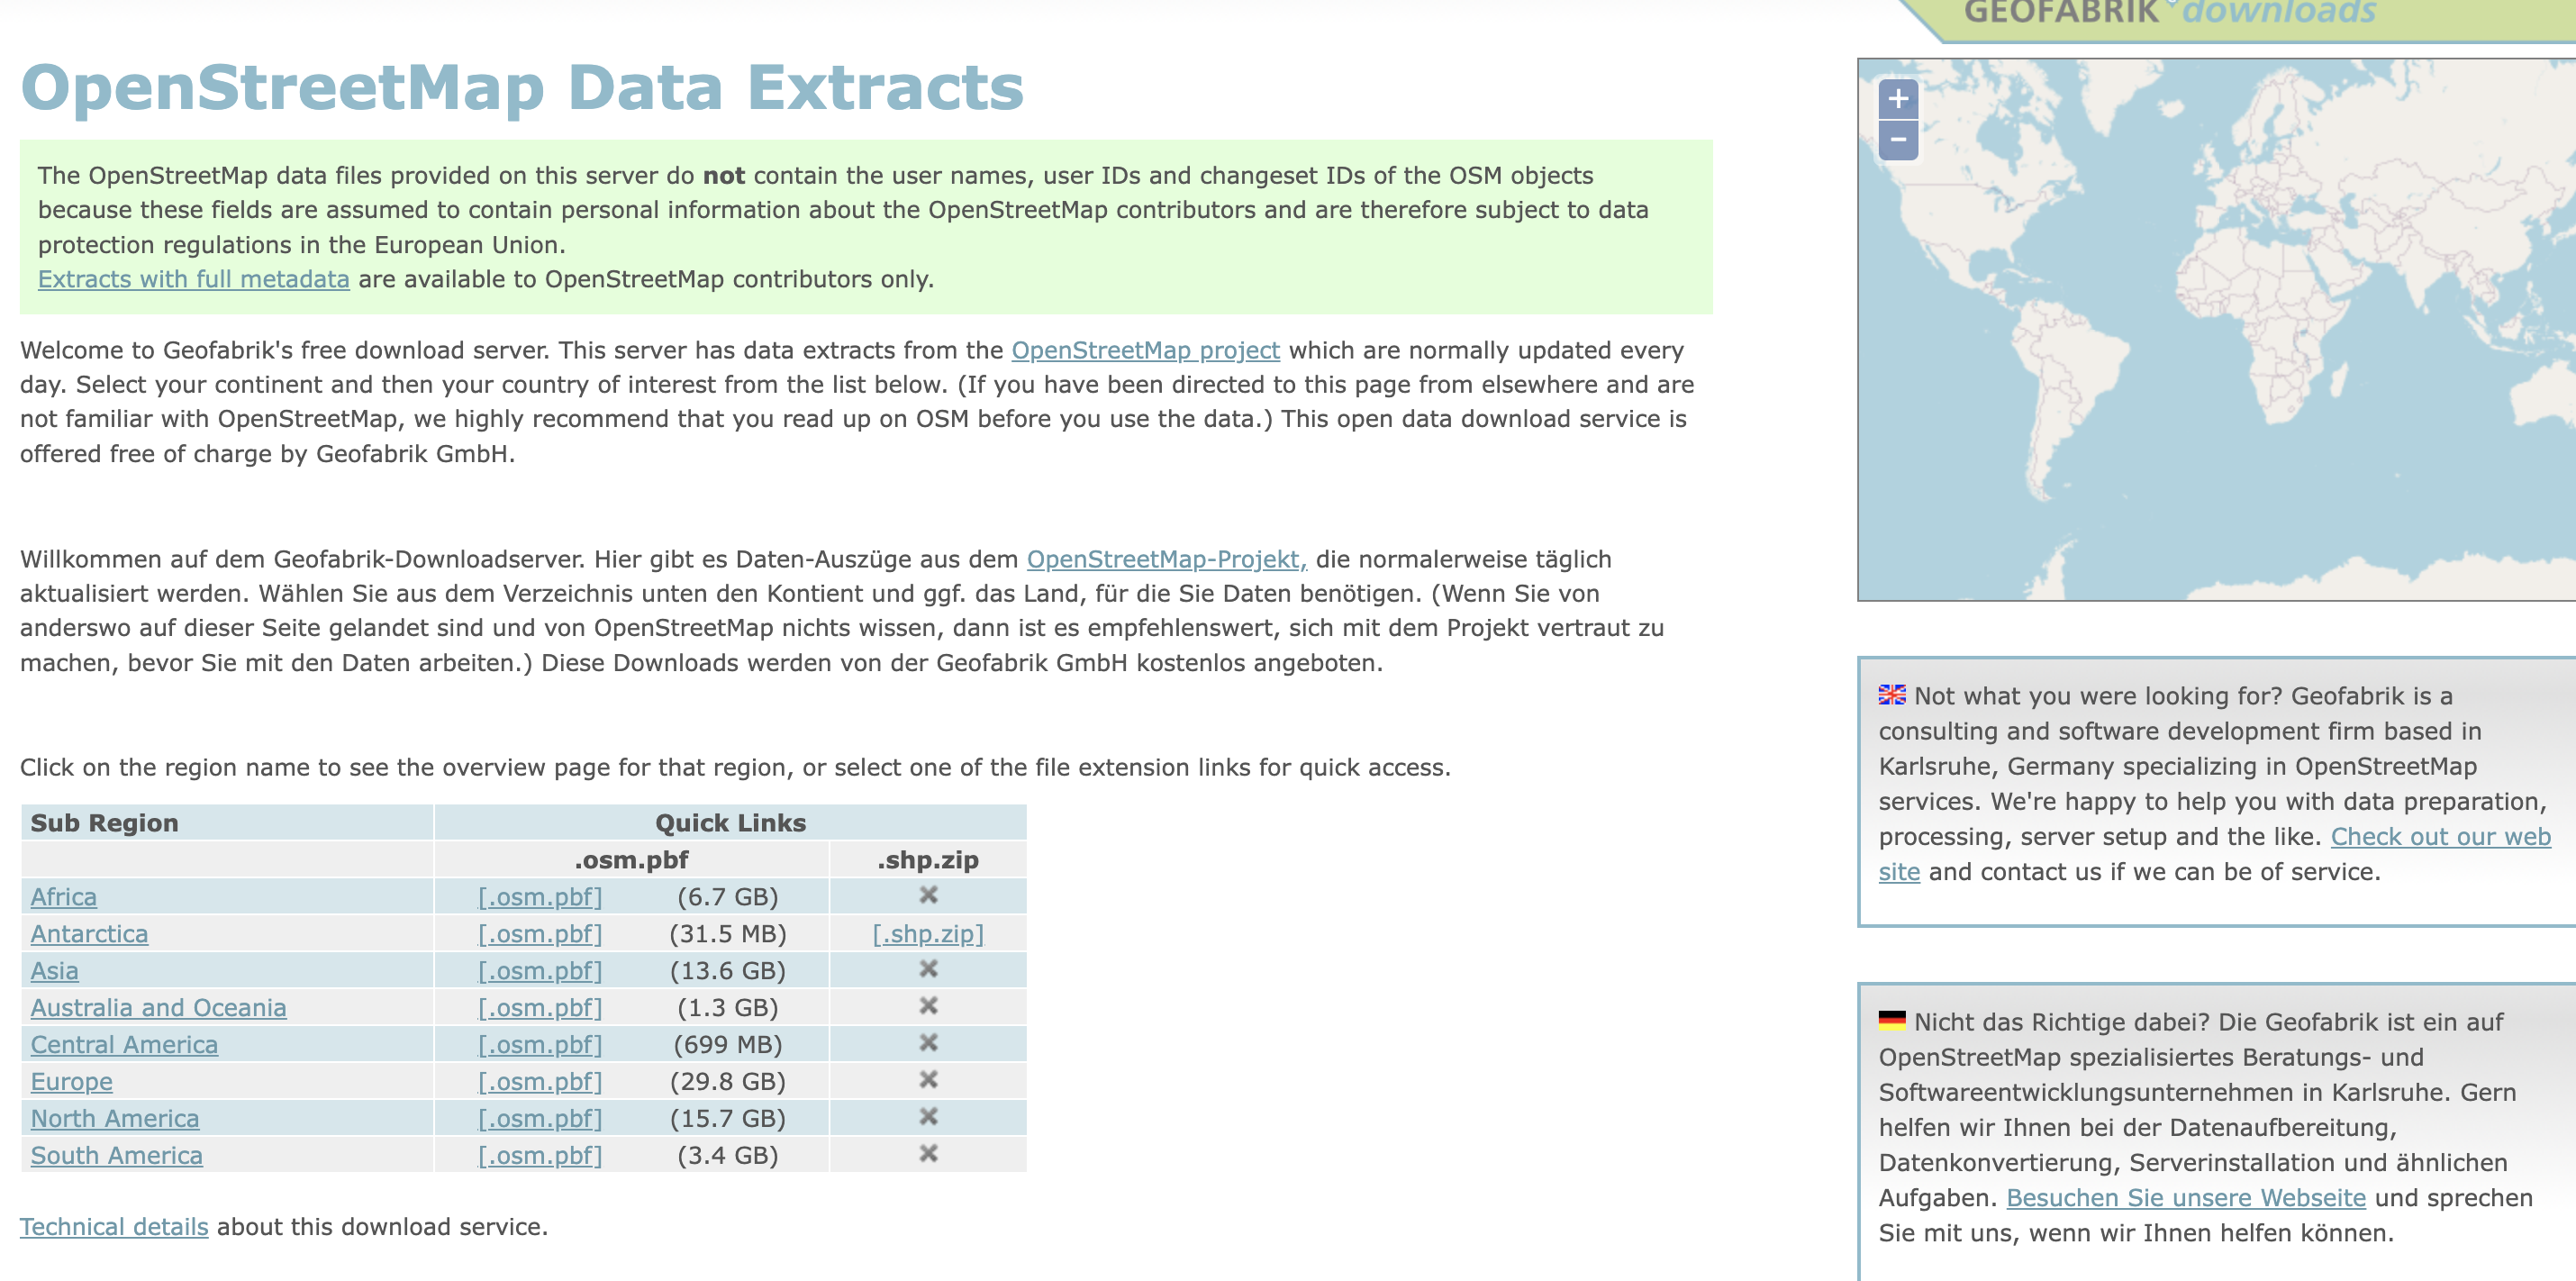 GEOFABRIK downloads
OpenStreetMap Data Extracts
The OpenStreetMap data files provided on this server do not contain the user names, user IDs and changeset IDs of the OSM objects
because these fields are assumed to contain personal information about the OpenStreetMap contributors and are therefore subject to data
protection regulations in the European Union.
Extracts with full metadata are available to OpenStreetMap contributors only.
Welcome to Geofabrik's free download server. This server has data extracts from the OpenStreetMap project which are normally updated every
day. Select your continent and then your country of interest from the list below. (If you have been directed to this page from elsewhere and are
not familiar with OpenStreetMap, we highly recommend that you read up on OSM before you use the data.) This open data download service is
offered free of charge by Geofabrik GmbH.
Willkommen auf dem Geofabrik-Downloadserver. Hier gibt es Daten-Auszüge aus dem OpenStreetMap-Projekt, die normalerweise täglich
aktualisiert werden. Wählen Sie aus dem Verzeichnis unten den Kontient und ggf. das Land, für die Sie Daten benötigen. (Wenn Sie von
anderswo auf dieser Seite gelandet sind und von OpenStreetMap nichts wissen, dann ist es empfehlenswert, sich mit dem Projekt vertraut zu
machen, bevor Sie mit den Daten arbeiten.) Diese Downloads werden von der Geofabrik GmbH kostenlos angeboten.
Click on the region name to see the overview page for that region, or select one of the file extension links for quick access.
Sub Region Quick Links
.osm.pbf .shp.zip
Africa [.osm.pbf] (6.7 GB) ✖
Antarctica [.osm.pbf] (31.5 MB) [.shp.zip]
Asia [.osm.pbf] (13.6 GB) ✖
Australia and Oceania [.osm.pbf] (1.3 GB) ✖
Central America [.osm.pbf] (699 MB) ✖
Europe [.osm.pbf] (29.8 GB) ✖
North America [.osm.pbf] (15.7 GB) ✖
South America [.osm.pbf] (3.4 GB) ✖
Technical details about this download service.
+
−
Not what you were looking for? Geofabrik is a
consulting and software development firm based in
Karlsruhe, Germany specializing in OpenStreetMap
services. We're happy to help you with data preparation,
processing, server setup and the like. Check out our web
site and contact us if we can be of service.
Nicht das Richtige dabei? Die Geofabrik ist ein auf
OpenStreetMap spezialisiertes Beratungs- und
Softwareentwicklungsunternehmen in Karlsruhe. Gern
helfen wir Ihnen bei der Datenaufbereitung,
Datenkonvertierung, Serverinstallation und ähnlichen
Aufgaben. Besuchen Sie unsere Webseite und sprechen
Sie mit uns, wenn wir Ihnen helfen können.